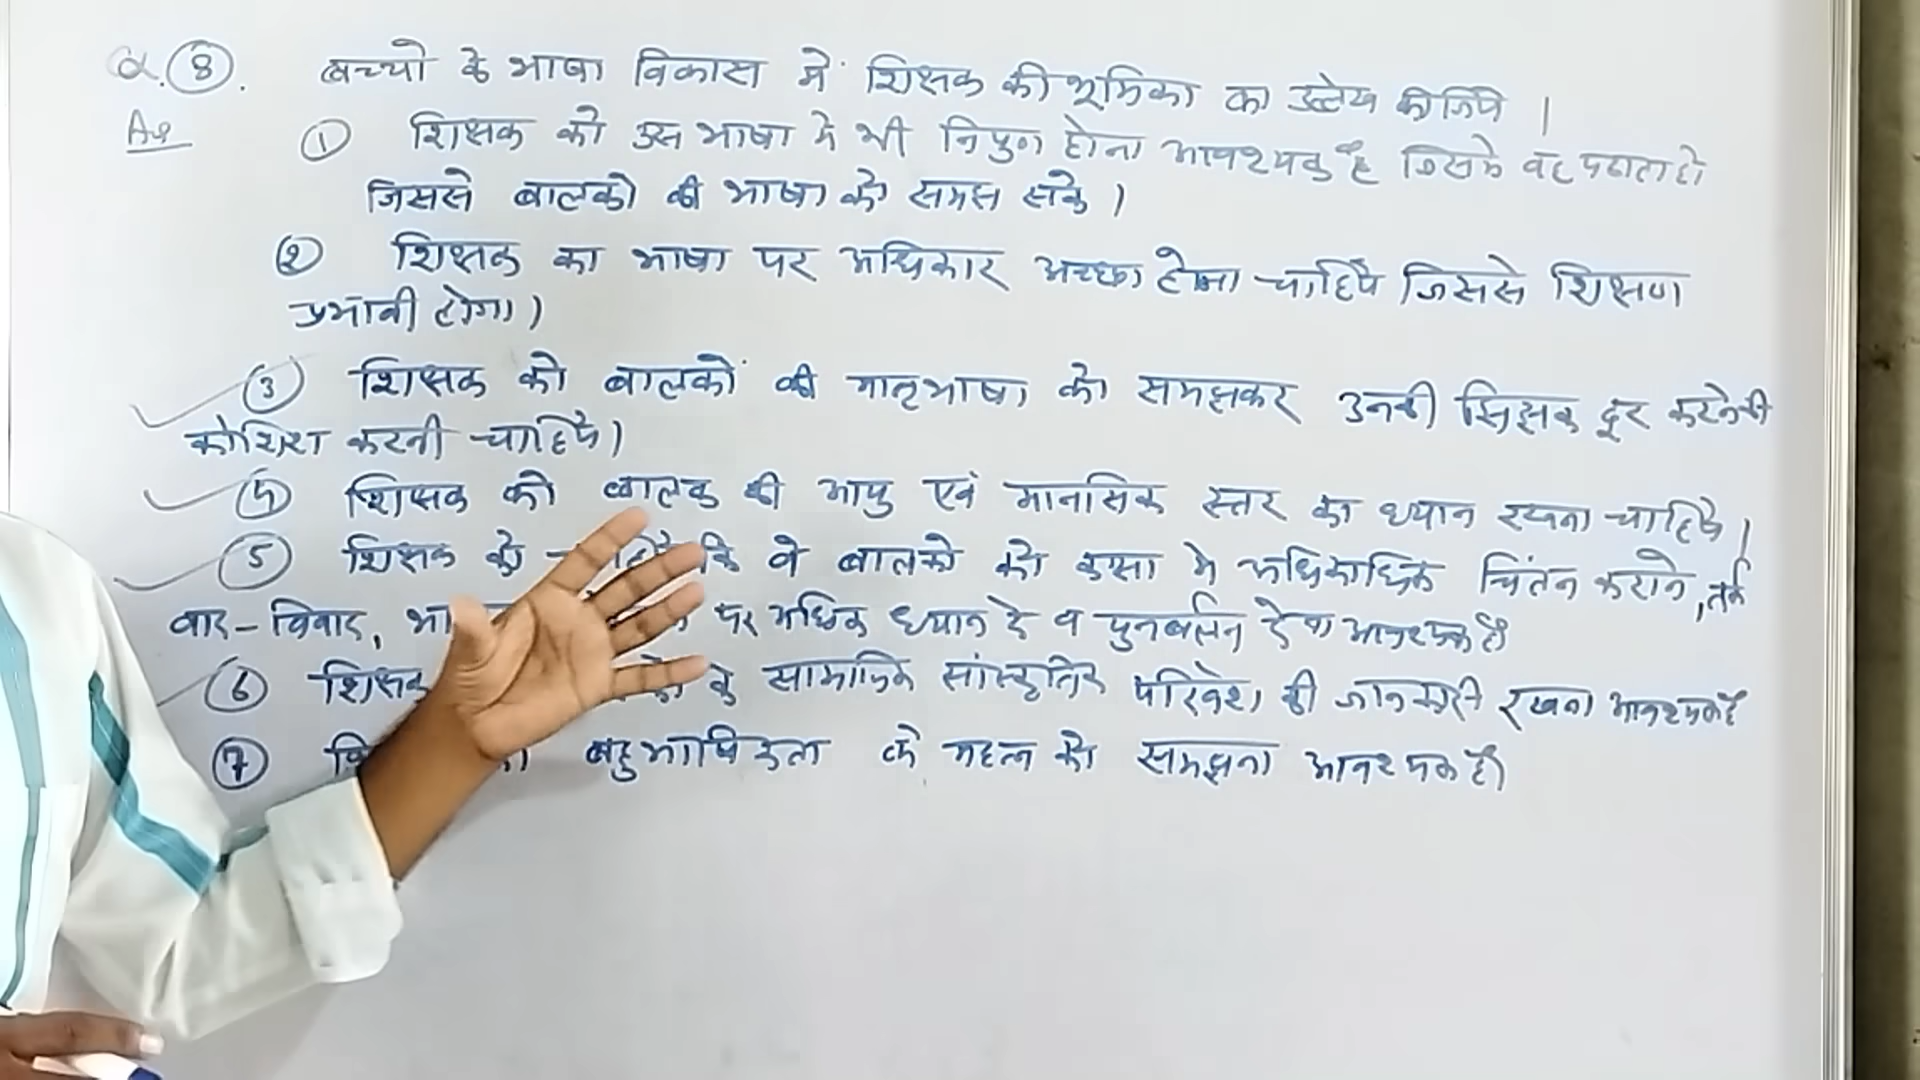 Q. 8. बच्चो के भाषा विकास में शिक्षक की भूमिका का उल्लेख कीजिये |
Ans ① शिक्षक को उस भाषा मे भी निपुण होना आवश्यक है जिसमे वह पढाता हो
जिससे बालको की भाषा को समझ सके |
② शिक्षक का भाषा पर अधिकार अच्छा होना चाहिये जिससे शिक्षण
प्रभावी होगा |
③ शिक्षक को बालकों की मातृभाषा को समझकर उनकी झिझक दूर करने की
कोशिश करनी चाहिये |
④ शिक्षक को बालक की आयु एवं मानसिक स्तर का ध्यान रखना चाहिये |
⑤ शिक्षक को कि वे बालको को कक्षा मे अधिकाधिक चिंतन कराने, तर्क
वाद-विवाद, पर अधिक ध्यान दे व पुनर्बलन देना आवश्यक है
⑥ शिक्षक के सामाजिक सांस्कृतिक परिवेश की जानकारी रखना आवश्यक है
⑦ बहुभाषिकता के महत्व को समझना आवश्यक है